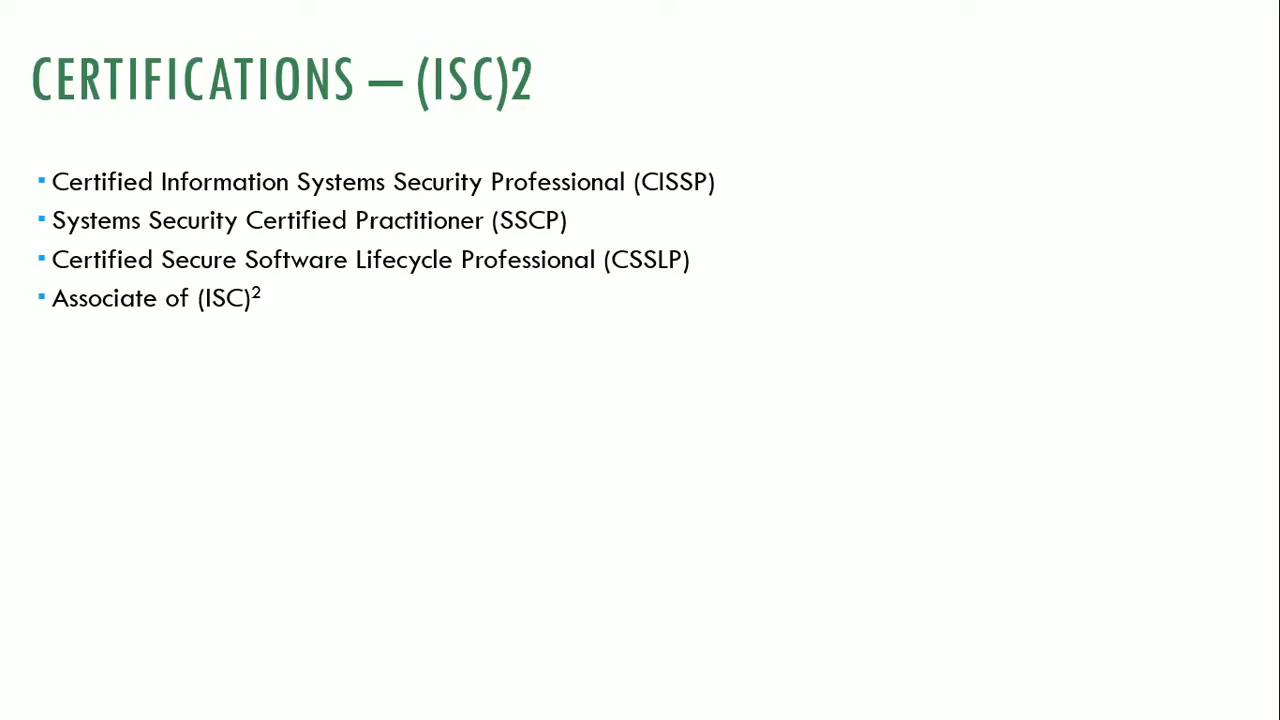 CERTIFICATIONS – (ISC)2
▪ Certified Information Systems Security Professional (CISSP)
▪ Systems Security Certified Practitioner (SSCP)
▪ Certified Secure Software Lifecycle Professional (CSSLP)
▪ Associate of (ISC)²